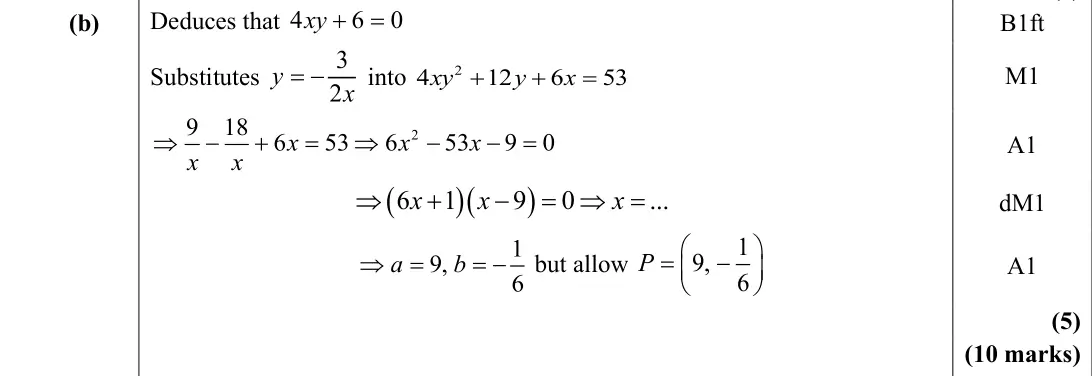 (b) Deduces that 4xy + 6 = 0 B1ft
Substitutes y = −3/(2x) into 4xy² + 12y + 6x = 53 M1
⇒ 9/x − 18/x + 6x = 53 ⇒ 6x² − 53x − 9 = 0 A1
⇒ (6x + 1)(x − 9) = 0 ⇒ x = ... dM1
⇒ a = 9, b = −1/6 but allow P = (9, −1/6) A1
(5)
(10 marks)